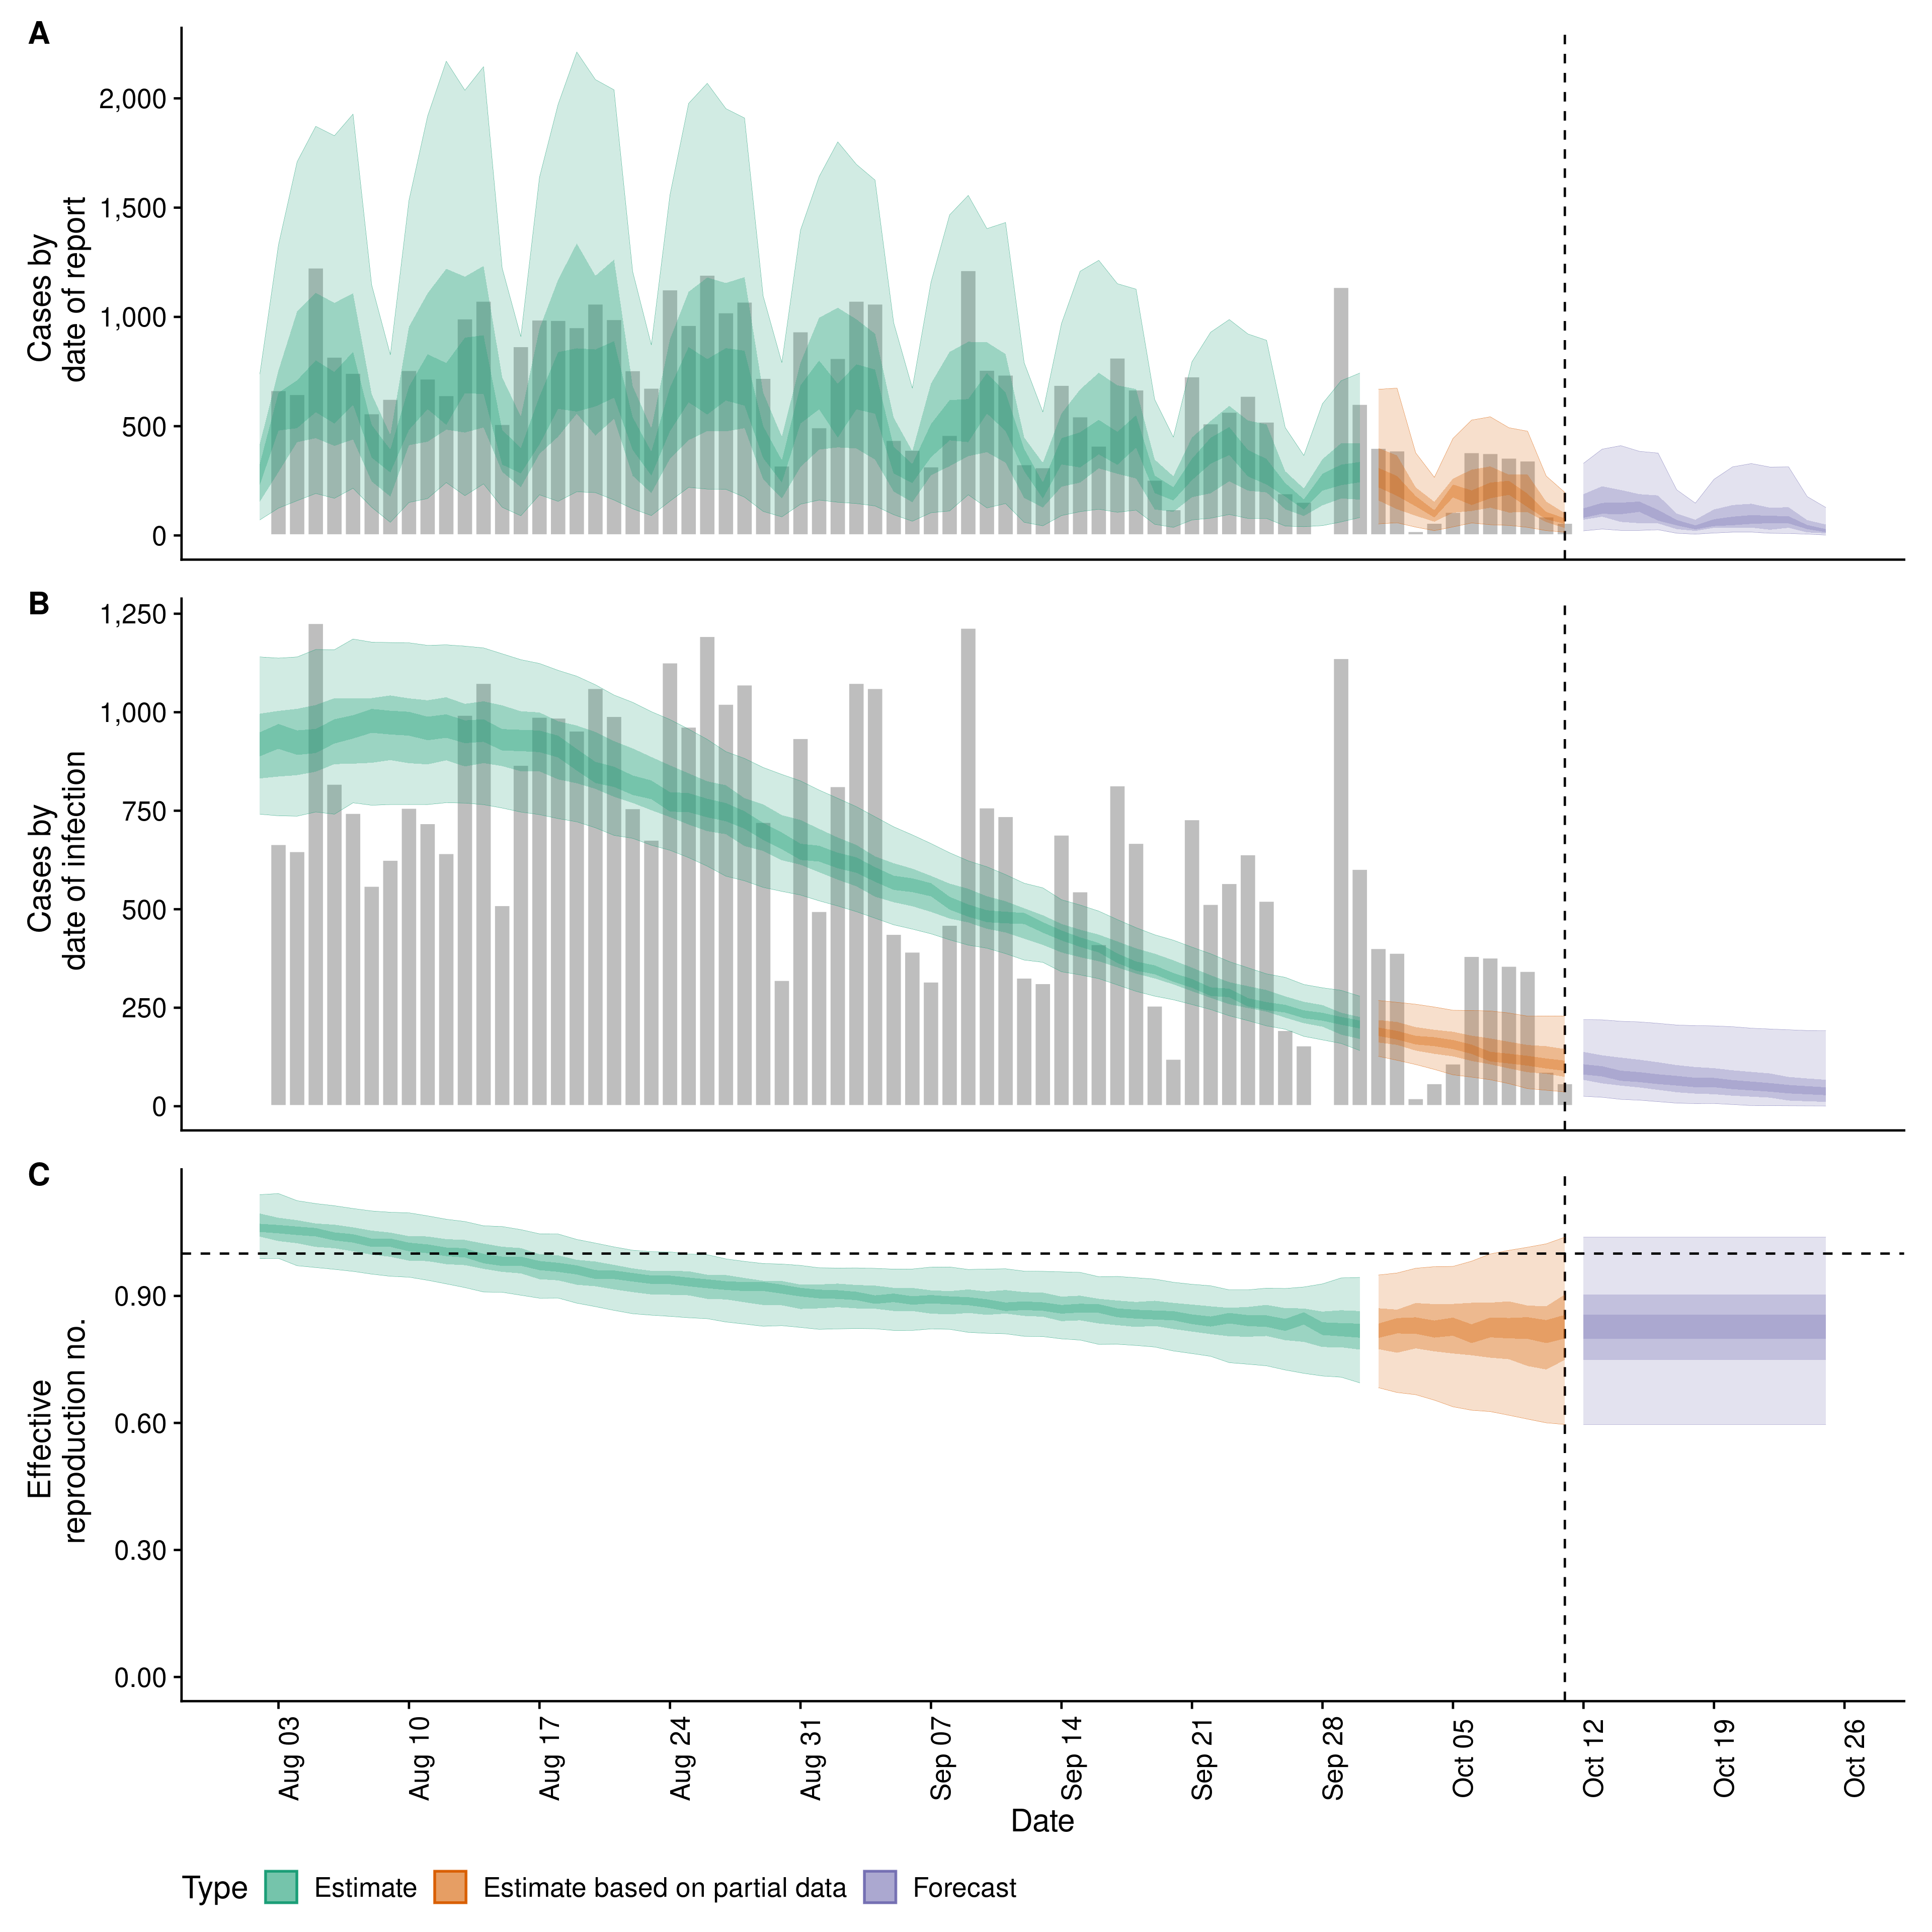 A
Cases by
date of report
2,000
1,500
1,000
500
0
B
Cases by
date of infection
1,250
1,000
750
500
250
0
C
Effective
reproduction no.
0.90
0.60
0.30
0.00
Aug 03
Aug 10
Aug 17
Aug 24
Aug 31
Sep 07
Sep 14
Sep 21
Sep 28
Oct 05
Oct 12
Oct 19
Oct 26
Date
Type Estimate Estimate based on partial data Forecast